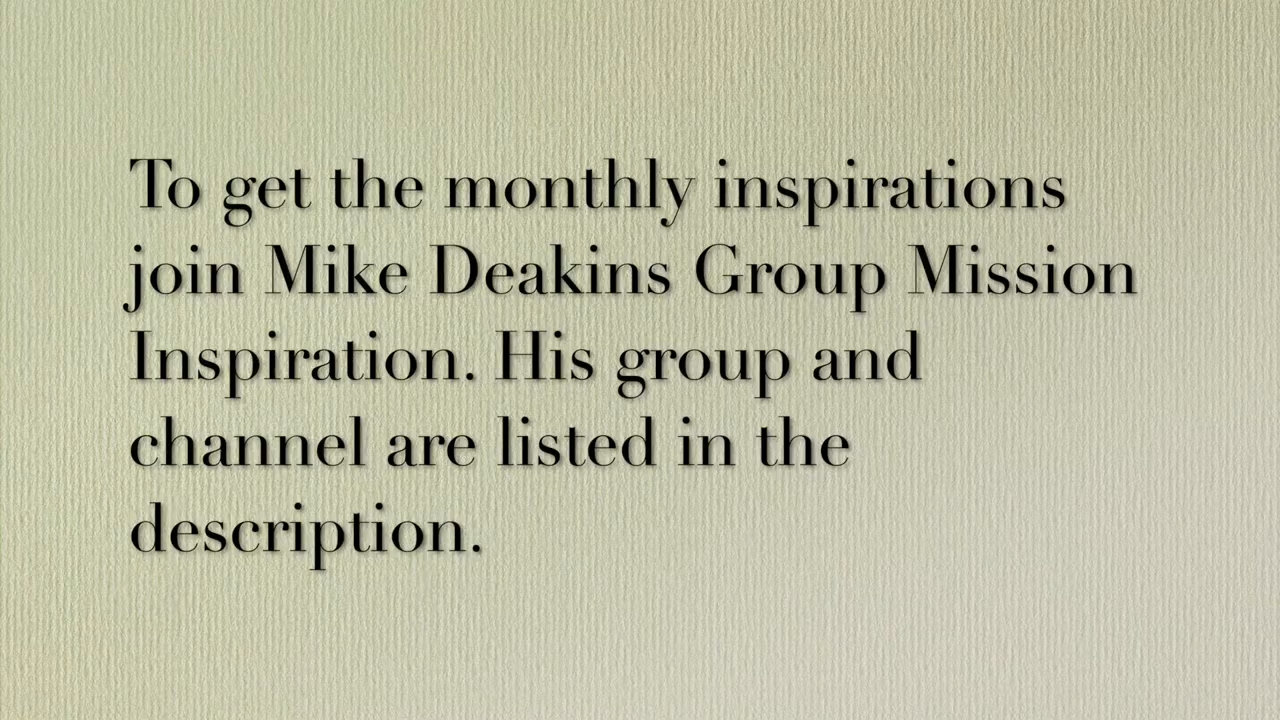 To get the monthly inspirations
join Mike Deakins Group Mission
Inspiration. His group and
channel are listed in the
description.